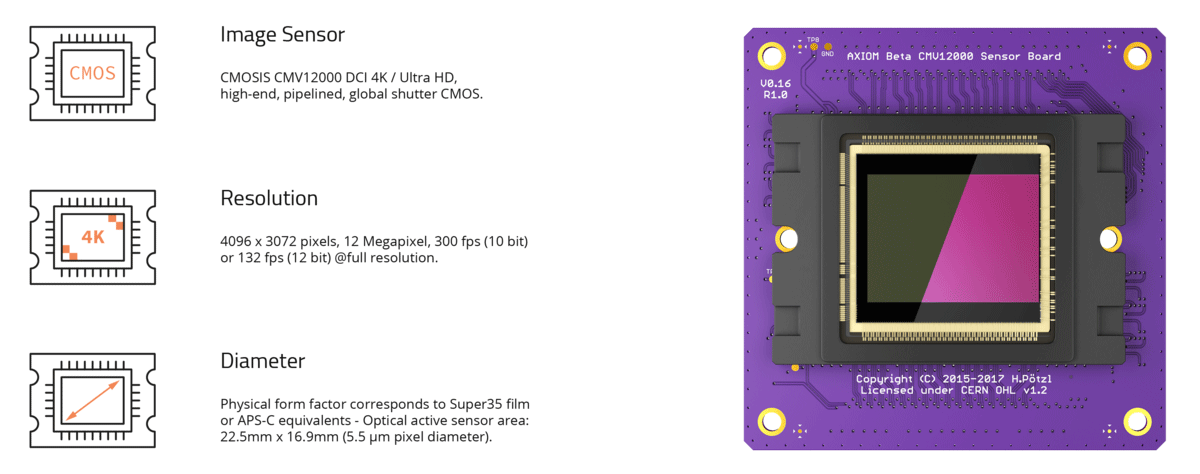 CMOS
Image Sensor
CMOSIS CMV12000 DCI 4K / Ultra HD,
high-end, pipelined, global shutter CMOS.
4K
Resolution
4096 x 3072 pixels, 12 Megapixel, 300 fps (10 bit)
or 132 fps (12 bit) @full resolution.
Diameter
Physical form factor corresponds to Super35 film
or APS-C equivalents - Optical active sensor area:
22.5mm x 16.9mm (5.5 µm pixel diameter).
TP8
GND
AXIOM Beta CMV12000 Sensor Board
V0.16
R1.0
Copyright (C) 2015-2017 H.Pötzl
Licensed under CERN OHL v1.2